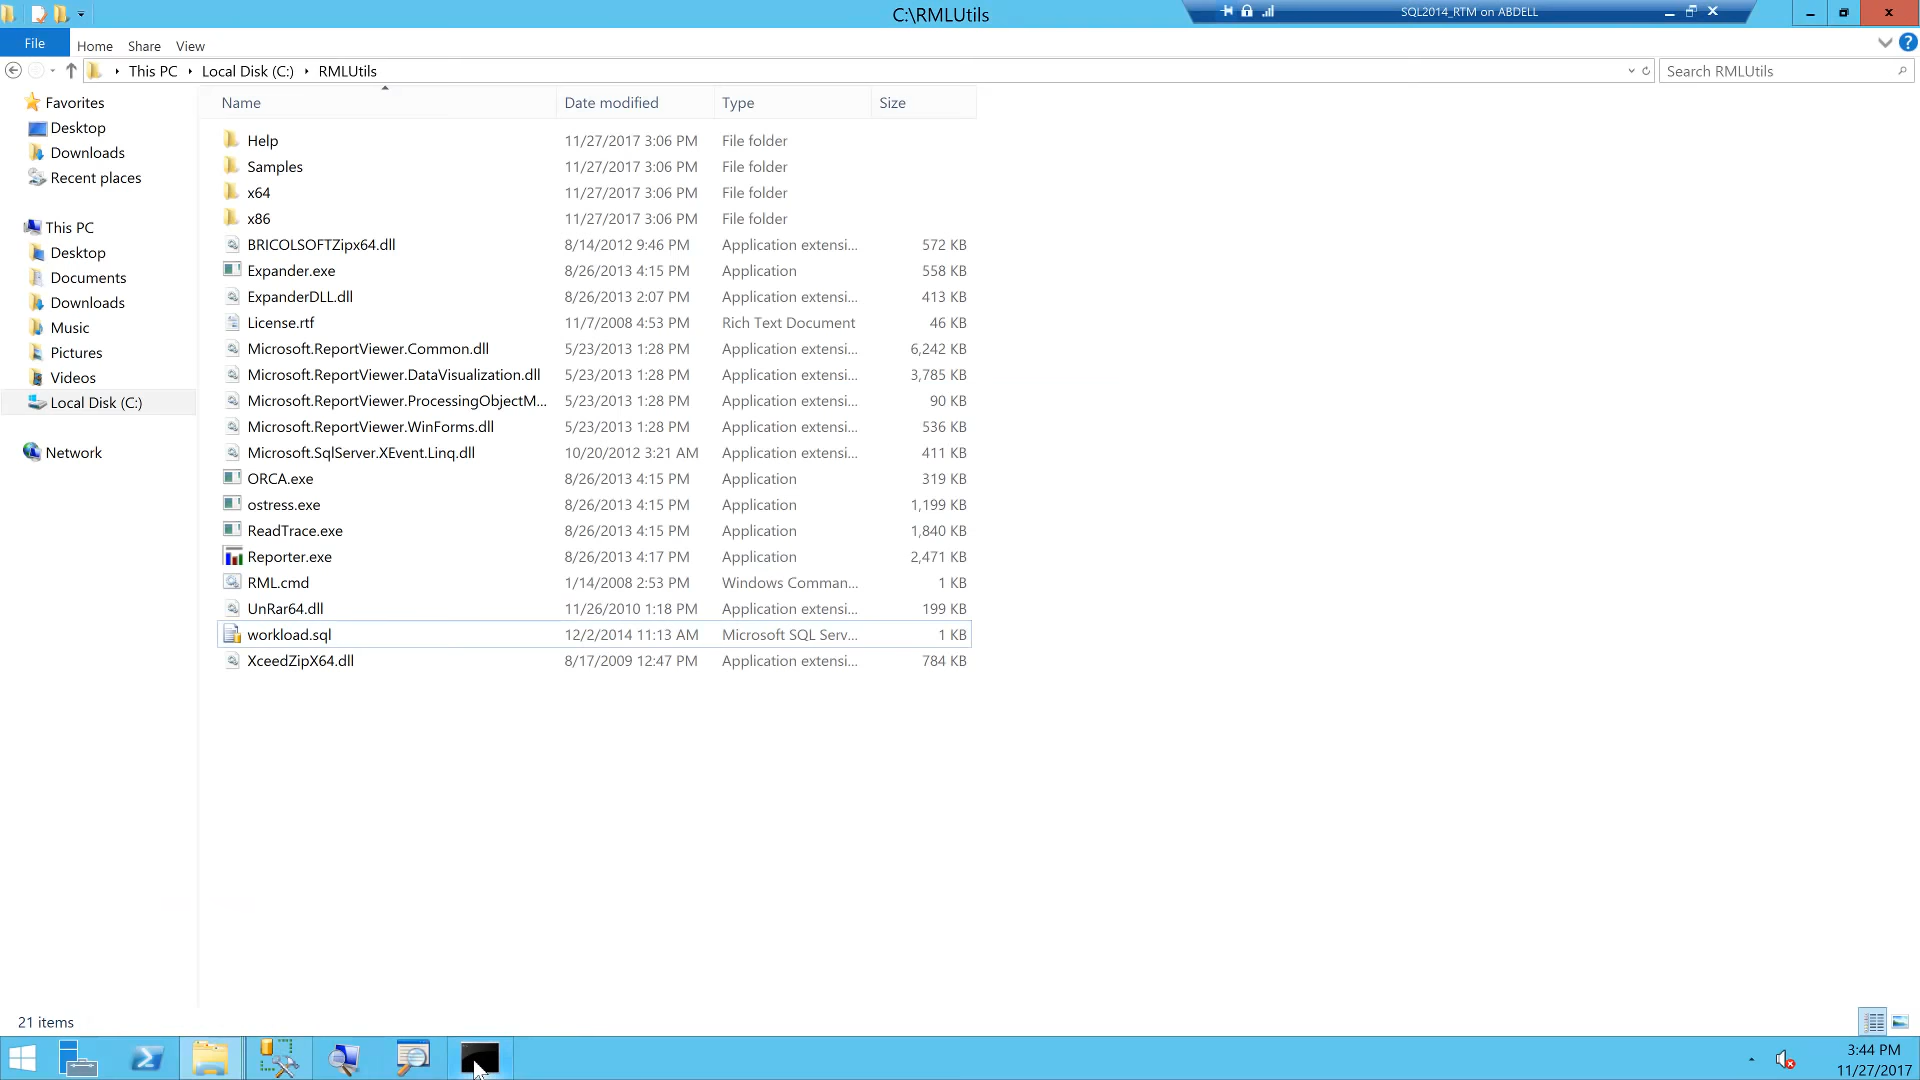 C:\RMLUtils
SQL2014_RTM on ABDELL
File Home Share View
This PC Local Disk (C:) RMLUtils
Search RMLUtils
Favorites
Desktop
Downloads
Recent places
This PC
Desktop
Documents
Downloads
Music
Pictures
Videos
Local Disk (C:)
Network
Name Date modified Type Size
Help 11/27/2017 3:06 PM File folder
Samples 11/27/2017 3:06 PM File folder
x64 11/27/2017 3:06 PM File folder
x86 11/27/2017 3:06 PM File folder
BRICOLSOFTZipx64.dll 8/14/2012 9:46 PM Application extensi... 572 KB
Expander.exe 8/26/2013 4:15 PM Application 558 KB
ExpanderDLL.dll 8/26/2013 2:07 PM Application extensi... 413 KB
License.rtf 11/7/2008 4:53 PM Rich Text Document 46 KB
Microsoft.ReportViewer.Common.dll 5/23/2013 1:28 PM Application extensi... 6,242 KB
Microsoft.ReportViewer.DataVisualization.dll 5/23/2013 1:28 PM Application extensi... 3,785 KB
Microsoft.ReportViewer.ProcessingObjectM... 5/23/2013 1:28 PM Application extensi... 90 KB
Microsoft.ReportViewer.WinForms.dll 5/23/2013 1:28 PM Application extensi... 536 KB
Microsoft.SqlServer.XEvent.Linq.dll 10/20/2012 3:21 AM Application extensi... 411 KB
ORCA.exe 8/26/2013 4:15 PM Application 319 KB
ostress.exe 8/26/2013 4:15 PM Application 1,199 KB
ReadTrace.exe 8/26/2013 4:15 PM Application 1,840 KB
Reporter.exe 8/26/2013 4:17 PM Application 2,471 KB
RML.cmd 1/14/2008 2:53 PM Windows Comman... 1 KB
UnRar64.dll 11/26/2010 1:18 PM Application extensi... 199 KB
workload.sql 12/2/2014 11:13 AM Microsoft SQL Serv... 1 KB
XceedZipX64.dll 8/17/2009 12:47 PM Application extensi... 784 KB
21 items
3:44 PM
11/27/2017